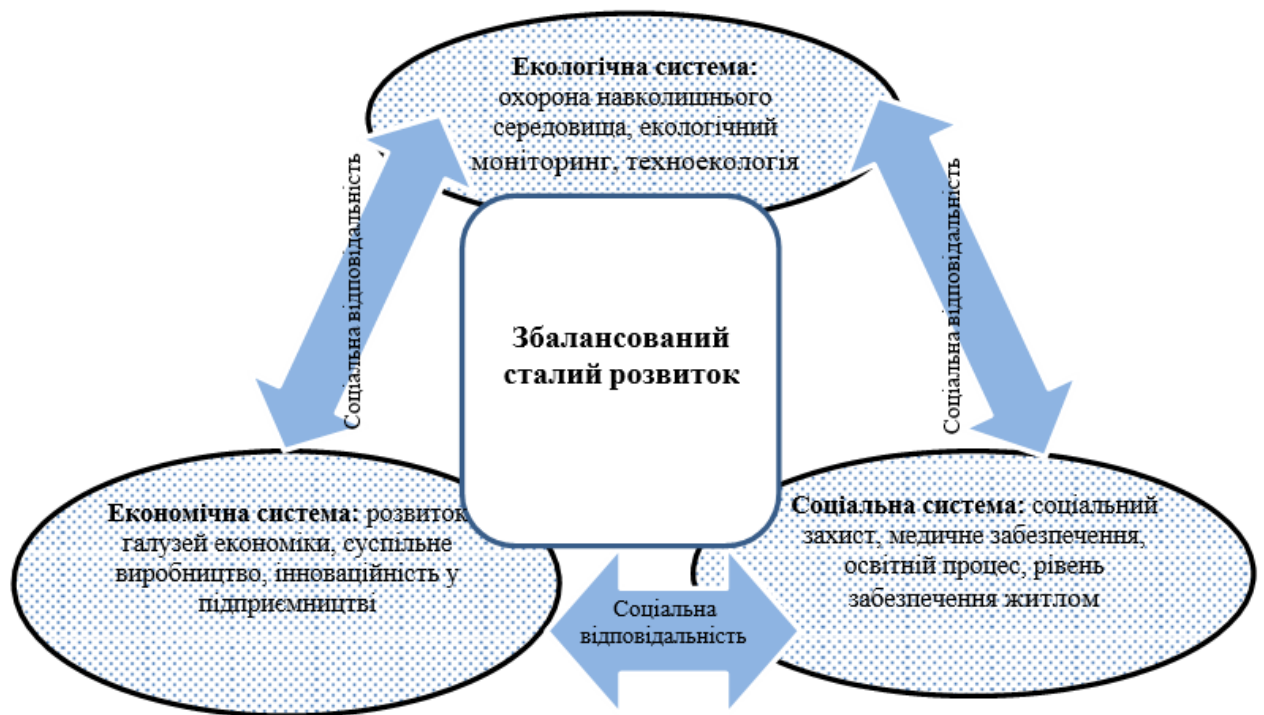 Екологічна система:
охорона навколишнього
середовища, екологічний
моніторинг, техноекологія
Соціальна відповідальність
Соціальна відповідальність
Збалансований
сталий розвиток
Економічна система: розвиток
галузей економіки, суспільне
виробництво, інноваційність у
підприємництві
Соціальна
відповідальність
Соціальна система: соціальний
захист, медичне забезпечення,
освітній процес, рівень
забезпечення житлом